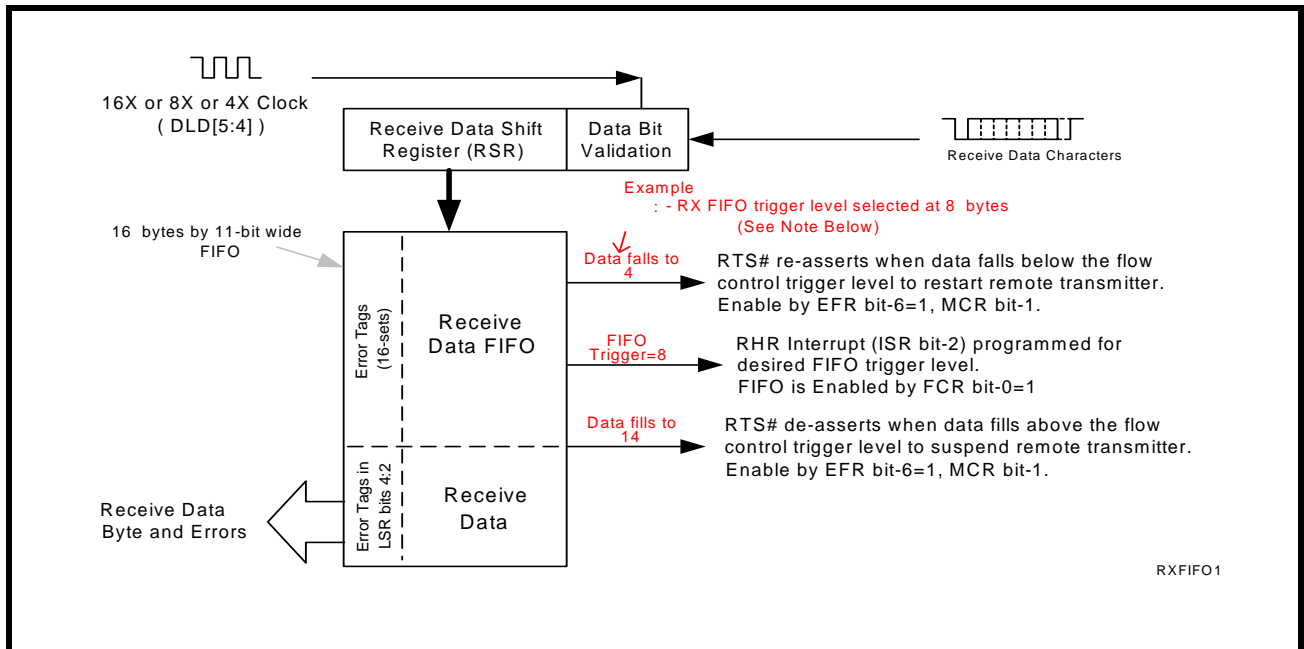 16X or 8X or 4X Clock
( DLD[5:4] )
Receive Data Shift
Register (RSR)
Data Bit
Validation
Receive Data Characters
Example
: - RX FIFO trigger level selected at 8 bytes
(See Note Below)
16 bytes by 11-bit wide
FIFO
Error Tags
(16-sets)
Receive
Data FIFO
Data falls to
4
RTS# re-asserts when data falls below the flow
control trigger level to restart remote transmitter.
Enable by EFR bit-6=1, MCR bit-1.
FIFO
Trigger=8
RHR Interrupt (ISR bit-2) programmed for
desired FIFO trigger level.
FIFO is Enabled by FCR bit-0=1
Data fills to
14
RTS# de-asserts when data fills above the flow
control trigger level to suspend remote transmitter.
Enable by EFR bit-6=1, MCR bit-1.
Error Tags in
LSR bits 4:2
Receive
Data
Receive Data
Byte and Errors
RXFIFO1